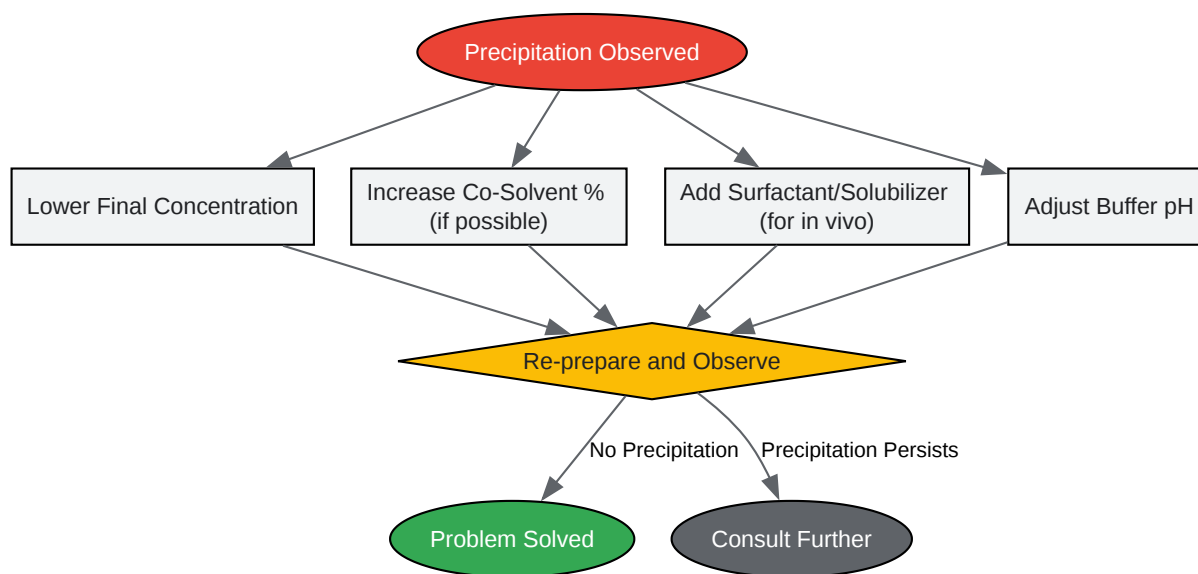 Precipitation Observed
Lower Final Concentration
Increase Co-Solvent %
(if possible)
Add Surfactant/Solubilizer
(for in vivo)
Adjust Buffer pH
Re-prepare and Observe
No Precipitation
Precipitation Persists
Problem Solved
Consult Further